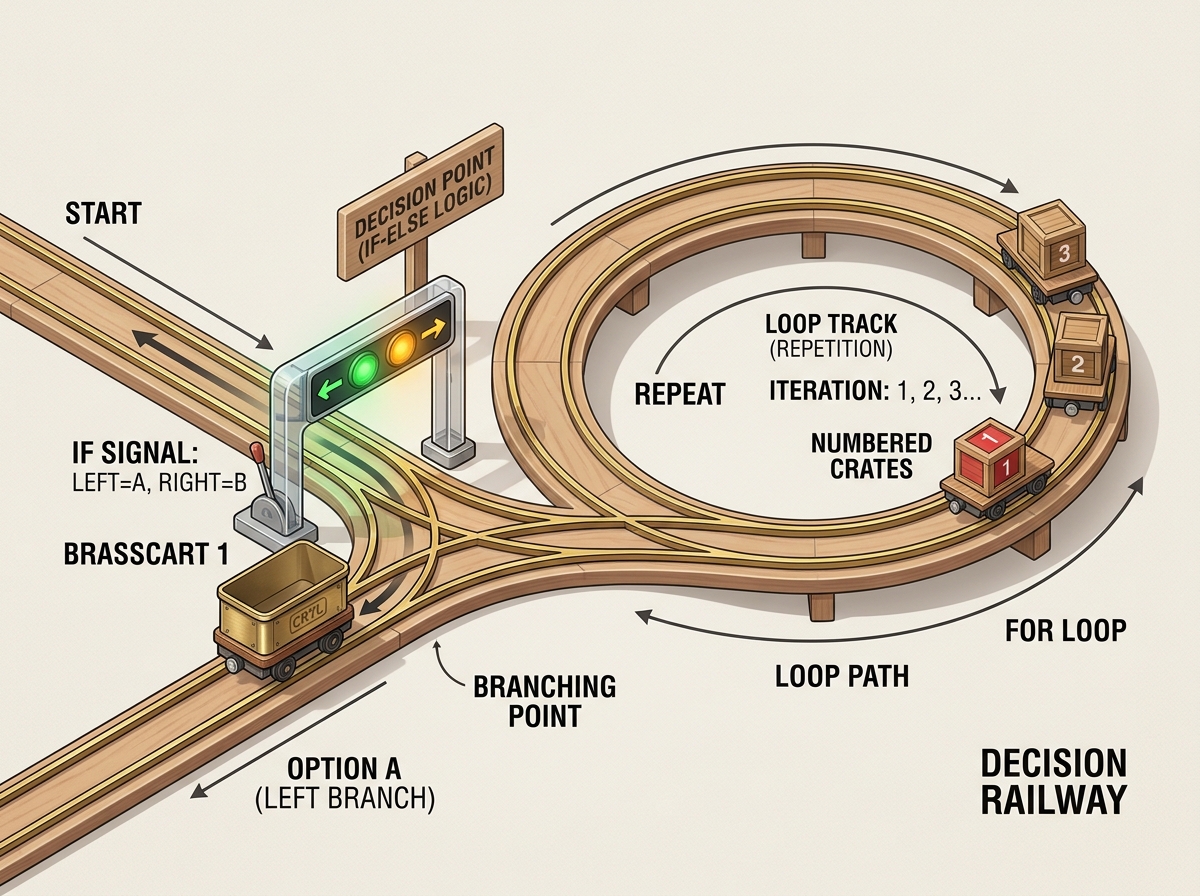 START
DECISION POINT
(IF-ELSE LOGIC)
IF SIGNAL:
LEFT=A, RIGHT=B
BRASSCART 1
OPTION A
(LEFT BRANCH)
BRANCHING
POINT
LOOP TRACK
(REPETITION)
REPEAT
ITERATION: 1, 2, 3...
NUMBERED
CRATES
3
2
1
1
FOR LOOP
LOOP PATH
DECISION
RAILWAY